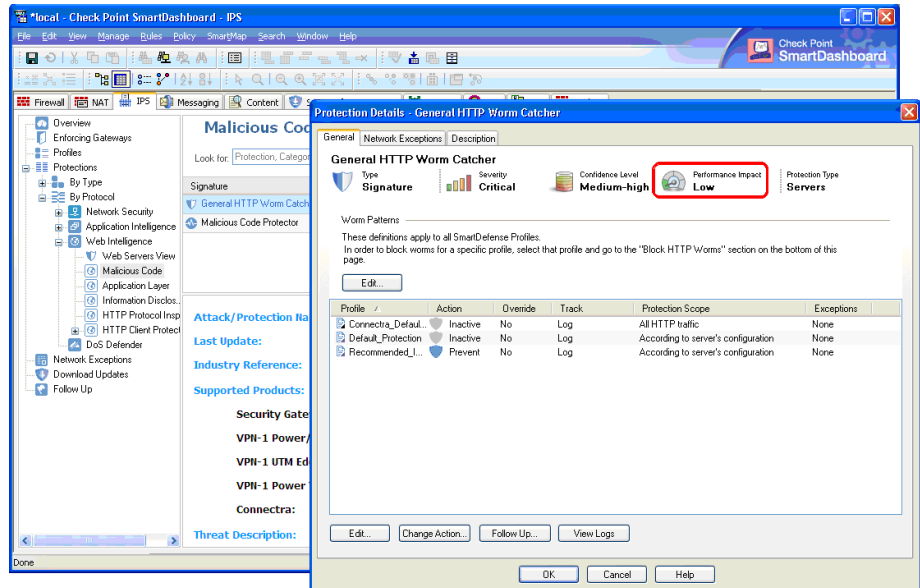 *local - Check Point SmartDashboard - IPS
File Edit View Manage Rules Policy SmartMap Search Window Help
Check Point
SmartDashboard
Firewall NAT IPS Messaging Content
Overview
Enforcing Gateways
Profiles
Protections
By Type
By Protocol
Network Security
Application Intelligence
Web Intelligence
Web Servers View
Malicious Code
Application Layer
Information Disclos..
HTTP Protocol Insp
HTTP Client Protect
DoS Defender
Network Exceptions
Download Updates
Follow Up
Malicious Cod
Look for: Protection, Categor
Signature
General HTTP Worm Catch
Malicious Code Protector
Attack/Protection Na
Last Update:
Industry Reference:
Supported Products:
Security Gate
VPN-1 Power/
VPN-1 UTM Ed
VPN-1 Power
Connectra:
Threat Description:
Done
Protection Details - General HTTP Worm Catcher
General Network Exceptions Description
General HTTP Worm Catcher
Type Severity Confidence Level Performance Impact Protection Type
Signature Critical Medium-high Low Servers
Worm Patterns
These definitions apply to all SmartDefense Profiles.
In order to block worms for a specific profile, select that profile and go to the "Block HTTP Worms" section on the bottom of this
page.
Edit...
Profile Action Override Track Protection Scope Exceptions
Connectra_Defaul... Inactive No Log All HTTP traffic None
Default_Protection Inactive No Log According to server's configuration None
Recommended_I... Prevent No Log According to server's configuration None
Edit... Change Action... Follow Up... View Logs
OK Cancel Help